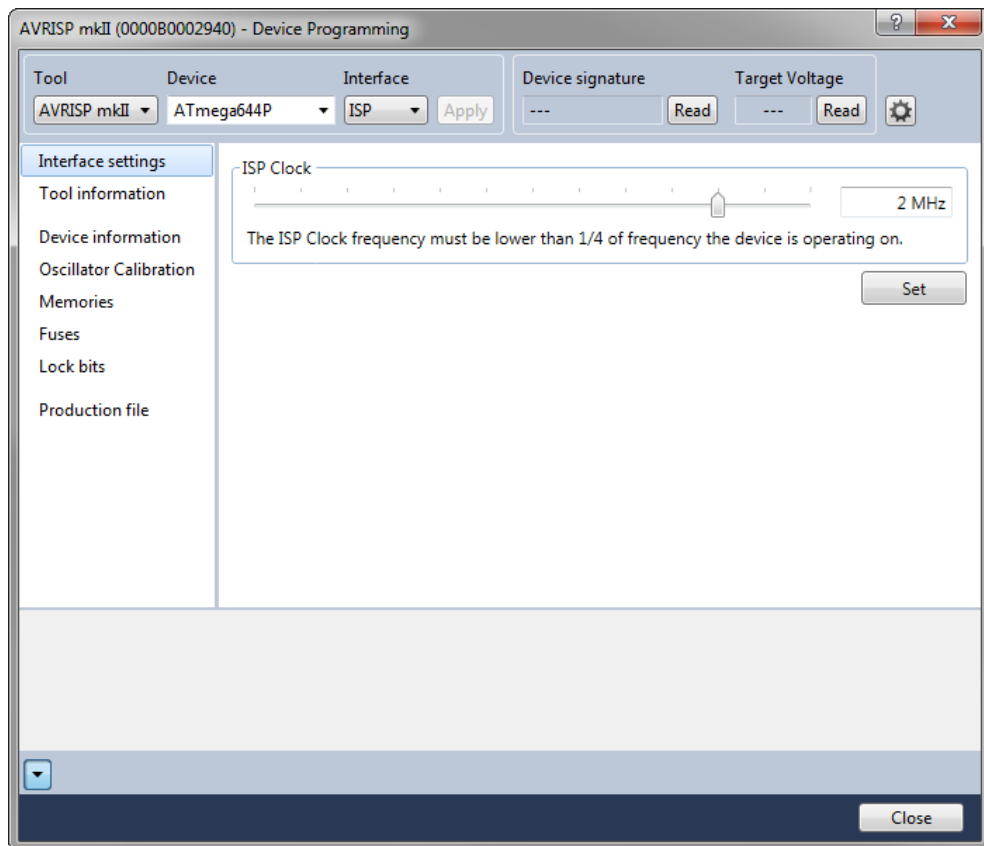 AVRISP mkII (0000B0002940) - Device Programming
Tool Device Interface Device signature Target Voltage
AVRISP mkII ATmega644P ISP Apply --- Read --- Read
Interface settings
Tool information
Device information
Oscillator Calibration
Memories
Fuses
Lock bits
Production file
ISP Clock
2 MHz
The ISP Clock frequency must be lower than 1/4 of frequency the device is operating on.
Set
Close